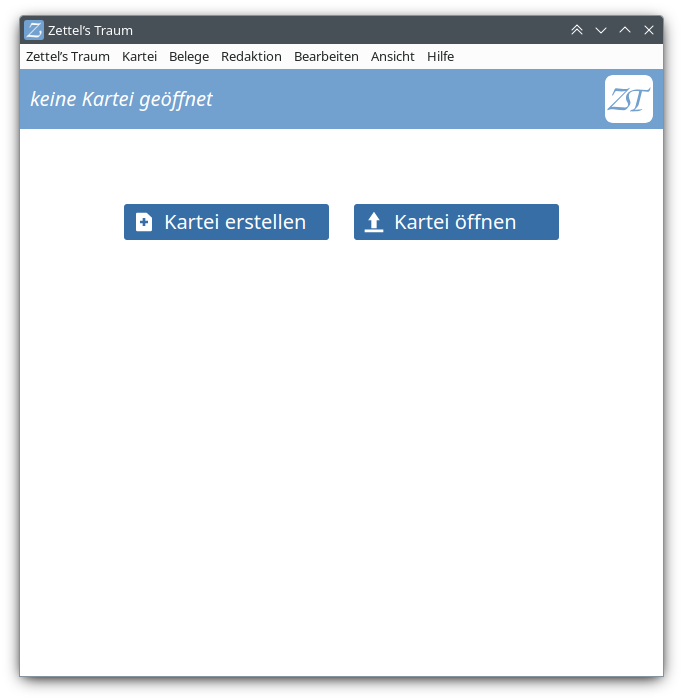 Zettel’s Traum
Zettel’s Traum Kartei Belege Redaktion Bearbeiten Ansicht Hilfe
keine Kartei geöffnet ZT
Kartei erstellen Kartei öffnen